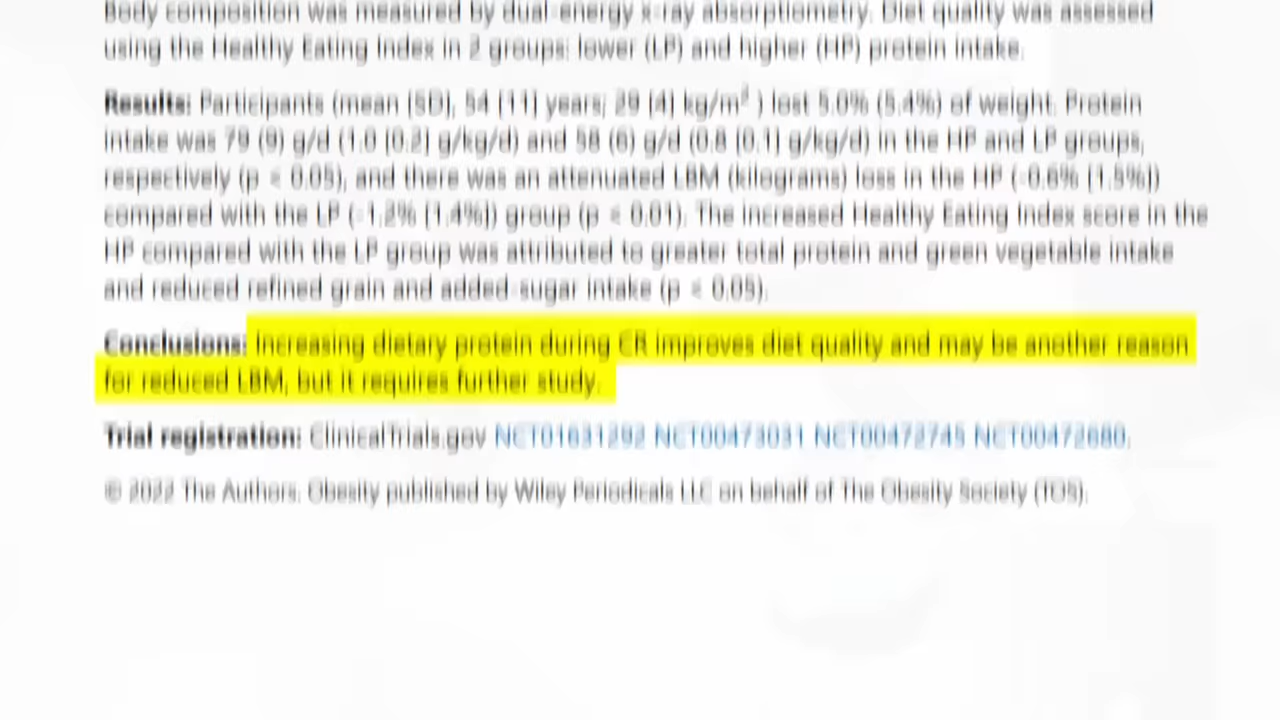 Body composition was measured by dual-energy x-ray absorptiometry. Diet quality was assessed
using the Healthy Eating Index in 2 groups: lower (LP) and higher (HP) protein intake.
Results: Participants (mean [SD], 54 [11] years; 29 [4] kg/m² ) lost 5.0% (5.4%) of weight. Protein
intake was 79 (9) g/d (1.0 [0.2] g/kg/d) and 58 (6) g/d (0.8 [0.1] g/kg/d) in the HP and LP groups,
respectively (p < 0.05), and there was an attenuated LBM (kilograms) loss in the HP (-0.6% [1.5%])
compared with the LP (-1.2% [1.4%]) group (p < 0.01). The increased Healthy Eating Index score in the
HP compared with the LP group was attributed to greater total protein and green vegetable intake
and reduced refined grain and added-sugar intake (p < 0.05).
Conclusions: Increasing dietary protein during CR improves diet quality and may be another reason
for reduced LBM, but it requires further study.
Trial registration: ClinicalTrials.gov NCT01631292 NCT00473031 NCT00472745 NCT00472680.
© 2022 The Authors. Obesity published by Wiley Periodicals LLC on behalf of The Obesity Society (TOS).